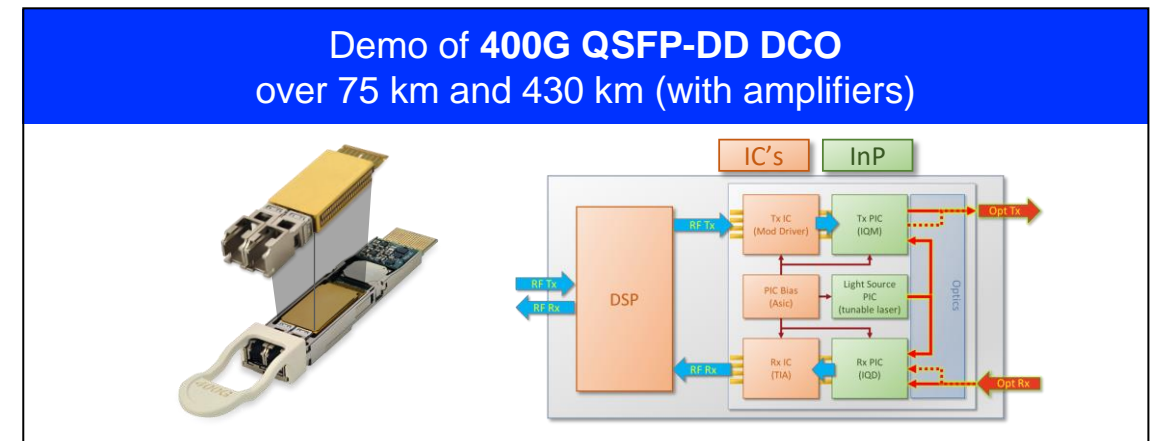 Demo of 400G QSFP-DD DCO
over 75 km and 430 km (with amplifiers)
IC's
InP
Tx IC
(Mod Driver)
Tx PIC
(IQM)
Opt Tx
RF Tx
PIC Bias
(Asic)
Light Source
PIC
(tunable laser)
Optics
RF Tx
RF Rx
DSP
Rx IC
(TIA)
Rx PIC
(IQD)
RF Rx
Opt Rx
400G